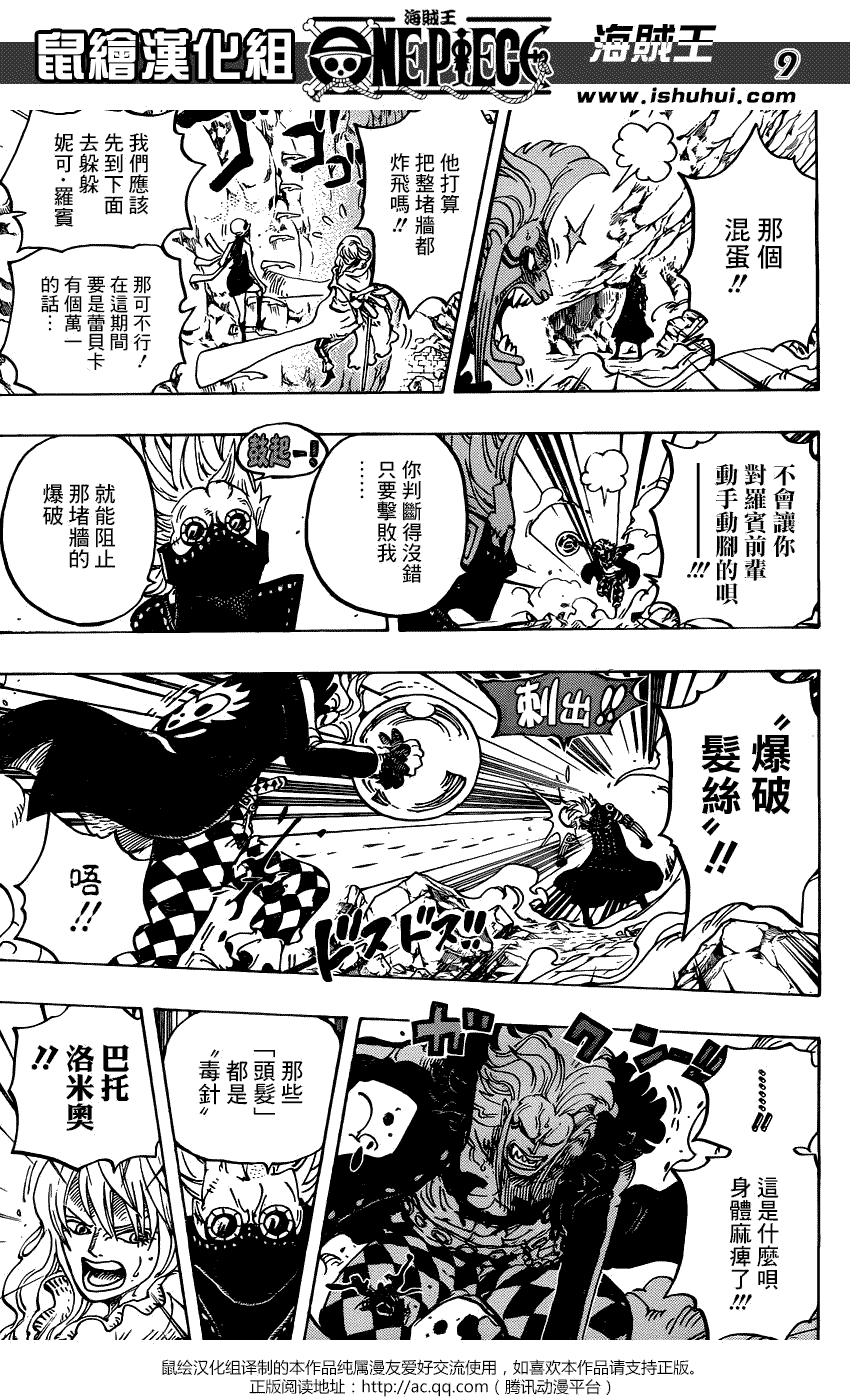 鼠繪漢化組
海賊王
ONE PIECE
海賊王
www.ishuhui.com
9
那個
混蛋!!
他打算
把整堵牆都
炸飛嗎!!
ゴゴゴ
我們應該
先到下面
去躲躲
妮可·羅賓
那可不行!
在這期間
要是蕾貝卡
有個萬一
的話…
不會讓你
對羅賓前輩
動手動腳的唄
——!!!
你判斷得沒錯
只要擊敗我
……
鼓起—!
就能阻止
那堵牆的
爆破
〝爆破
髮絲〞!!
刺出!!
ドスドスッ!!
唔!!
………
這是什麼唄
身體麻痺了!!!
ガクンッ!!
那些
「頭髮」
都是
〝毒針〞
巴托
洛米奧
!!
鼠绘汉化组译制的本作品纯属漫友爱好交流使用，如喜欢本作品请支持正版。
正版阅读地址：http://ac.qq.com（腾讯动漫平台）